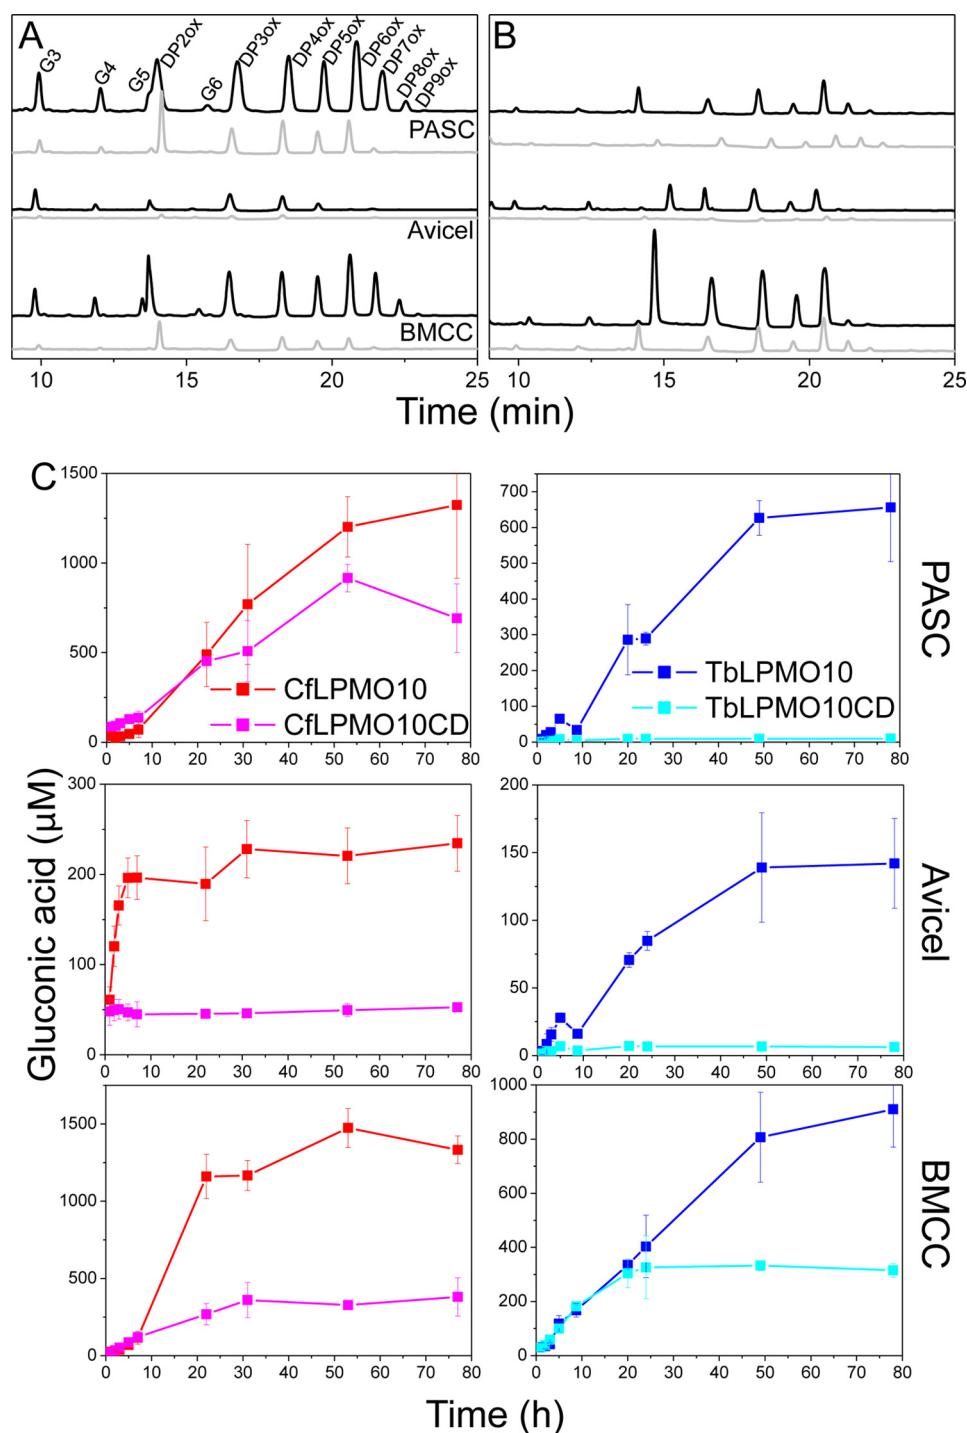 A
G3
G4
G5
DP2ox
G6
DP3ox
DP4ox
DP5ox
DP6ox
DP7ox
DP8ox
DP9ox
PASC
Avicel
BMCC
10 15 20 25
B
10 15 20 25
Time (min)
C
1500
1000
500
0
0 10 20 30 40 50 60 70 80
CfLPMO10
CfLPMO10CD
700
600
500
400
300
200
100
0
0 10 20 30 40 50 60 70 80
TbLPMO10
TbLPMO10CD
PASC
Gluconic acid (µM)
300
200
100
0
0 10 20 30 40 50 60 70 80
200
150
100
50
0
0 10 20 30 40 50 60 70 80
Avicel
1500
1000
500
0
0 10 20 30 40 50 60 70 80
1000
800
600
400
200
0
0 10 20 30 40 50 60 70 80
BMCC
Time (h)